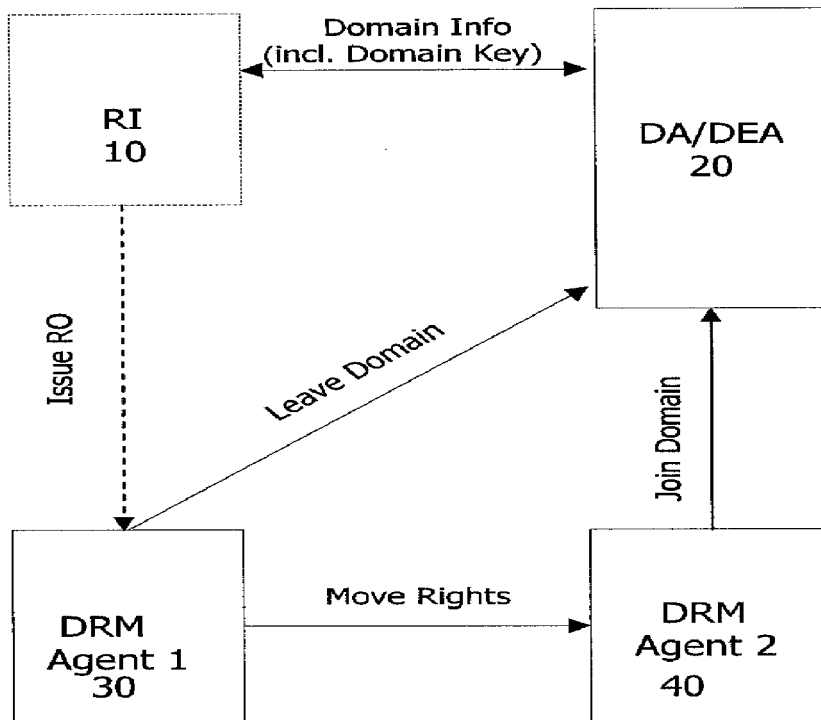 Domain Info
(incl. Domain Key)
RI
10
DA/DEA
20
Issue RO
Leave Domain
Join Domain
Move Rights
DRM
Agent 1
30
DRM
Agent 2
40